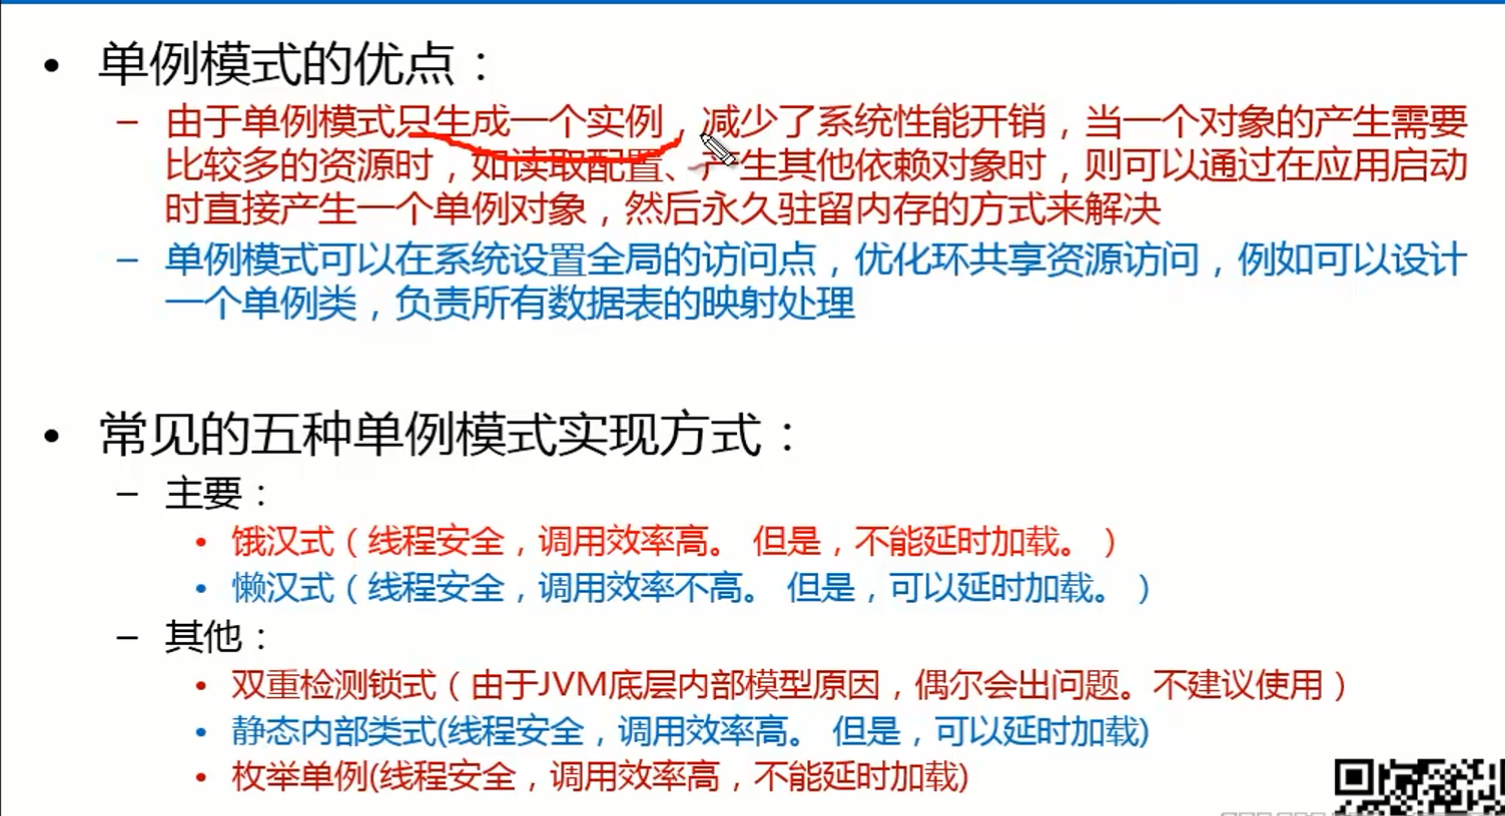 • 单例模式的优点：
– 由于单例模式只生成一个实例，减少了系统性能开销，当一个对象的产生需要
比较多的资源时，如读取配置、产生其他依赖对象时，则可以通过在应用启动
时直接产生一个单例对象，然后永久驻留内存的方式来解决
– 单例模式可以在系统设置全局的访问点，优化环共享资源访问，例如可以设计
一个单例类，负责所有数据表的映射处理
• 常见的五种单例模式实现方式：
– 主要：
• 饿汉式（线程安全，调用效率高。 但是，不能延时加载。）
• 懒汉式（线程安全，调用效率不高。 但是，可以延时加载。）
– 其他：
• 双重检测锁式（由于JVM底层内部模型原因，偶尔会出问题。不建议使用）
• 静态内部类式(线程安全，调用效率高。 但是，可以延时加载)
• 枚举单例(线程安全，调用效率高，不能延时加载)